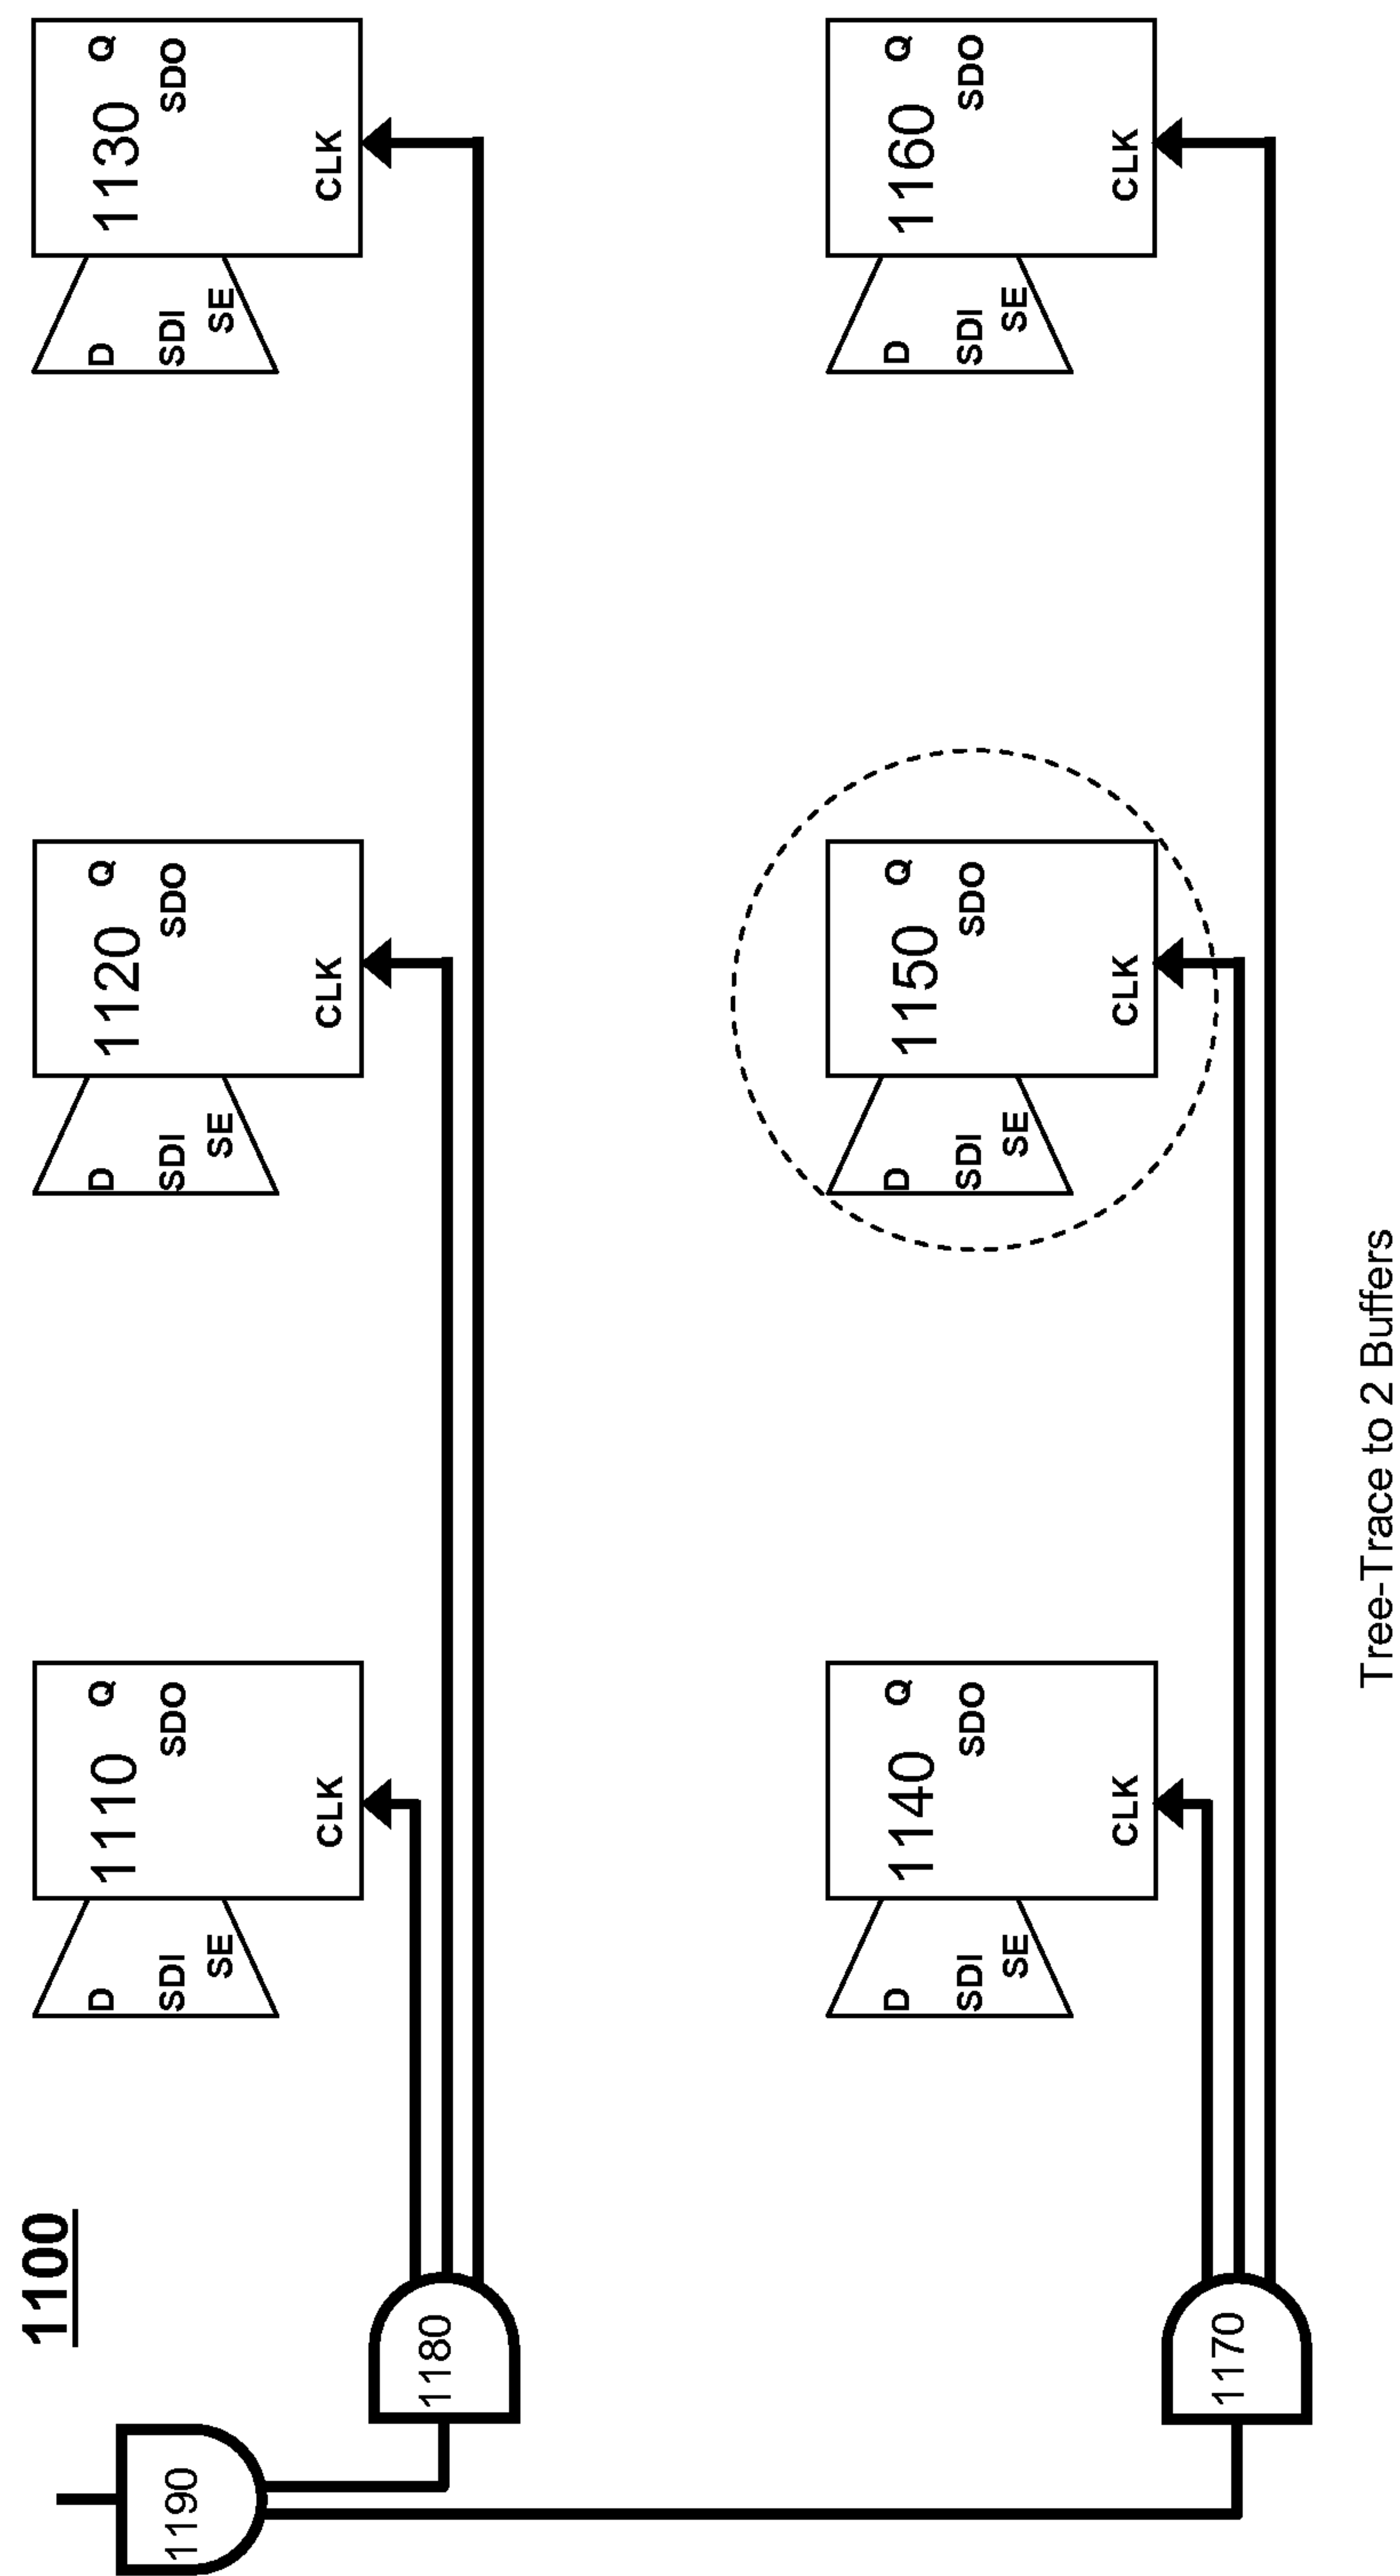 1100
1190
1180
D
SDI
SE
1110
Q
SDO
CLK
D
SDI
SE
1120
Q
SDO
CLK
D
SDI
SE
1130
Q
SDO
CLK
1170
D
SDI
SE
1140
Q
SDO
CLK
D
SDI
SE
1150
Q
SDO
CLK
D
SDI
SE
1160
Q
SDO
CLK
Tree-Trace to 2 Buffers